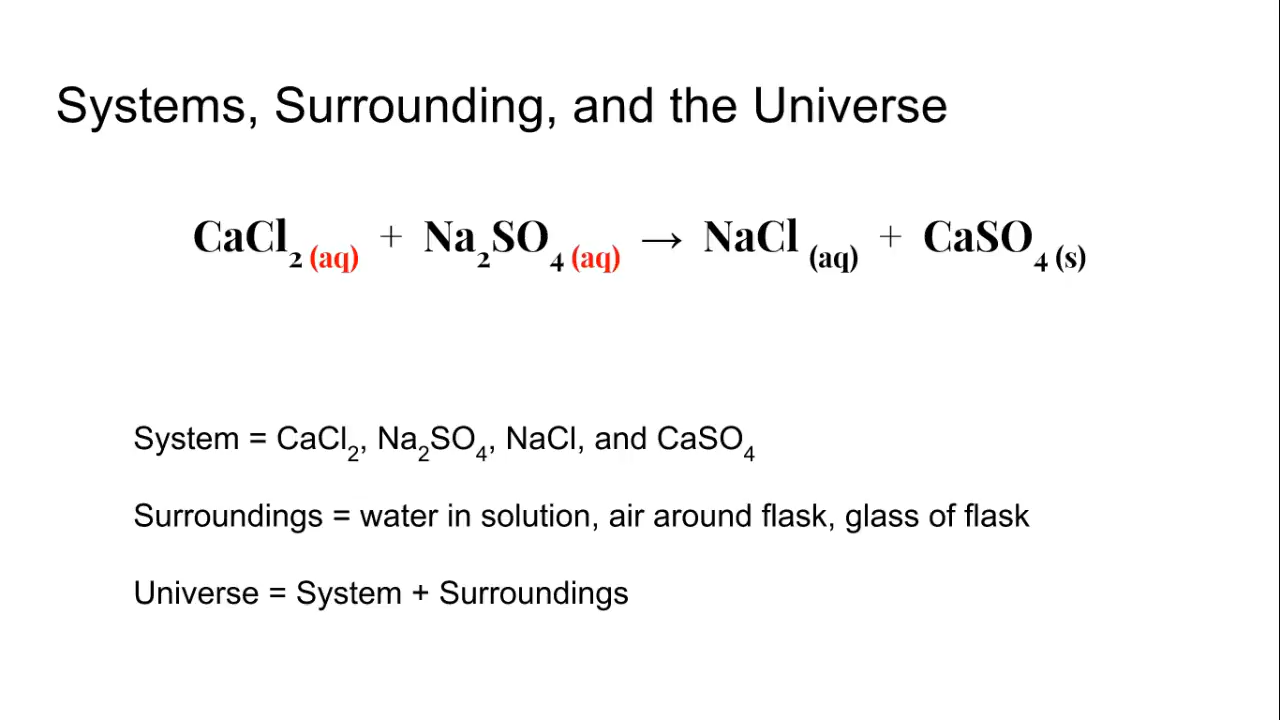 Systems, Surrounding, and the Universe
CaCl₂ (aq) + Na₂SO₄ (aq) → NaCl (aq) + CaSO₄ (s)
System = CaCl₂, Na₂SO₄, NaCl, and CaSO₄
Surroundings = water in solution, air around flask, glass of flask
Universe = System + Surroundings